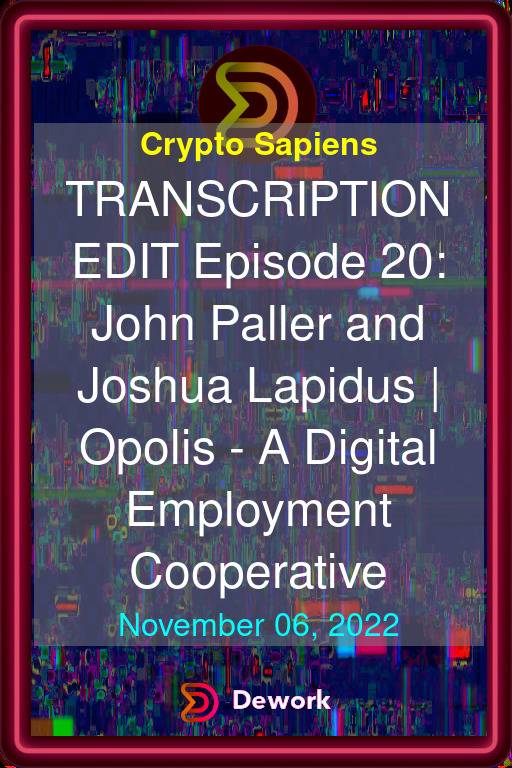 Crypto Sapiens
TRANSCRIPTION
EDIT Episode 20:
John Paller and
Joshua Lapidus |
Opolis - A Digital
Employment
Cooperative
November 06, 2022
Dework